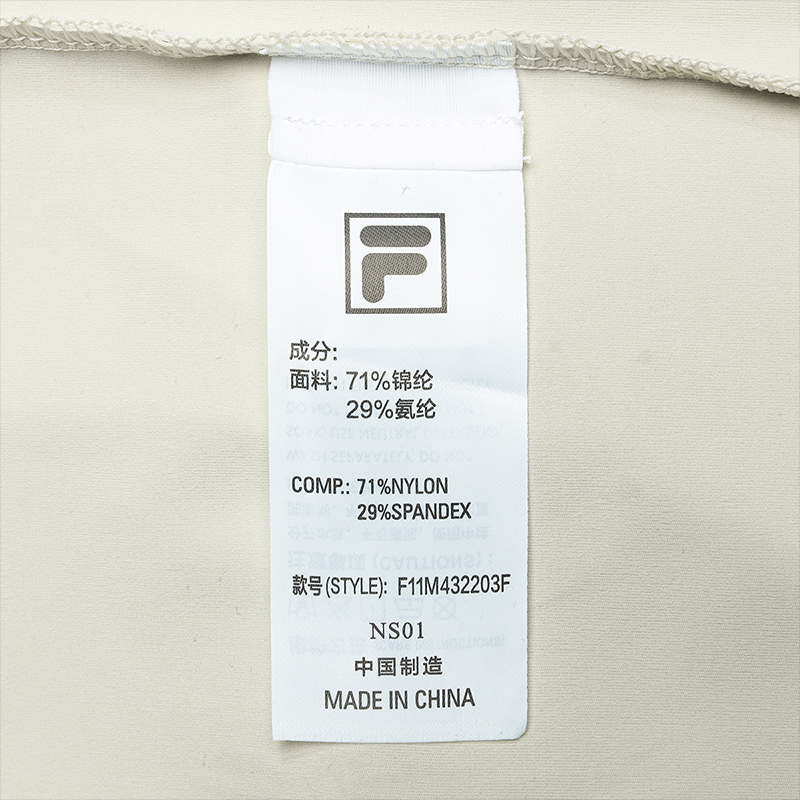 F
成分:
面料: 71%锦纶
29%氨纶
COMP.: 71%NYLON
29%SPANDEX
款号(STYLE): F11M432203F
NS01
中国制造
MADE IN CHINA